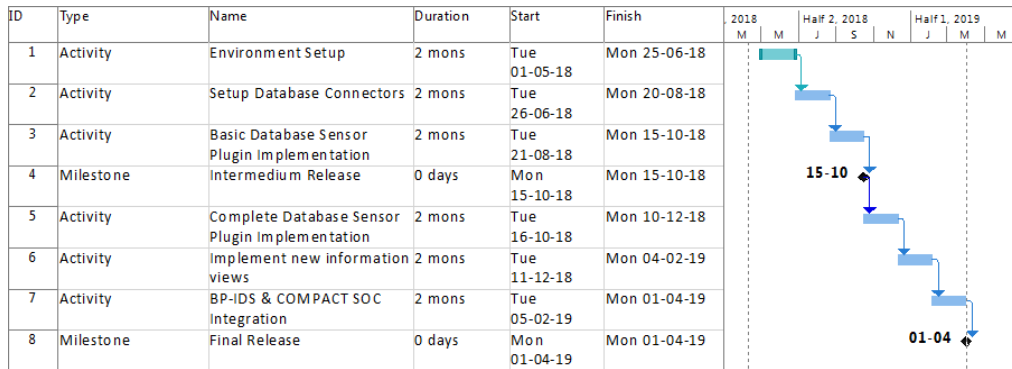 ID Type Name Duration Start Finish , 2018 Half 2, 2018 Half 1, 2019
M M J S N J M M
1 Activity Environment Setup 2 mons Tue Mon 25-06-18
01-05-18
2 Activity Setup Database Connectors 2 mons Tue Mon 20-08-18
26-06-18
3 Activity Basic Database Sensor 2 mons Tue Mon 15-10-18
Plugin Implementation 21-08-18
4 Milestone Intermedium Release 0 days Mon Mon 15-10-18 15-10
15-10-18
5 Activity Complete Database Sensor 2 mons Tue Mon 10-12-18
Plugin Implementation 16-10-18
6 Activity Implement new information 2 mons Tue Mon 04-02-19
views 11-12-18
7 Activity BP-IDS & COMPACT SOC 2 mons Tue Mon 01-04-19
Integration 05-02-19
8 Milestone Final Release 0 days Mon Mon 01-04-19 01-04
01-04-19